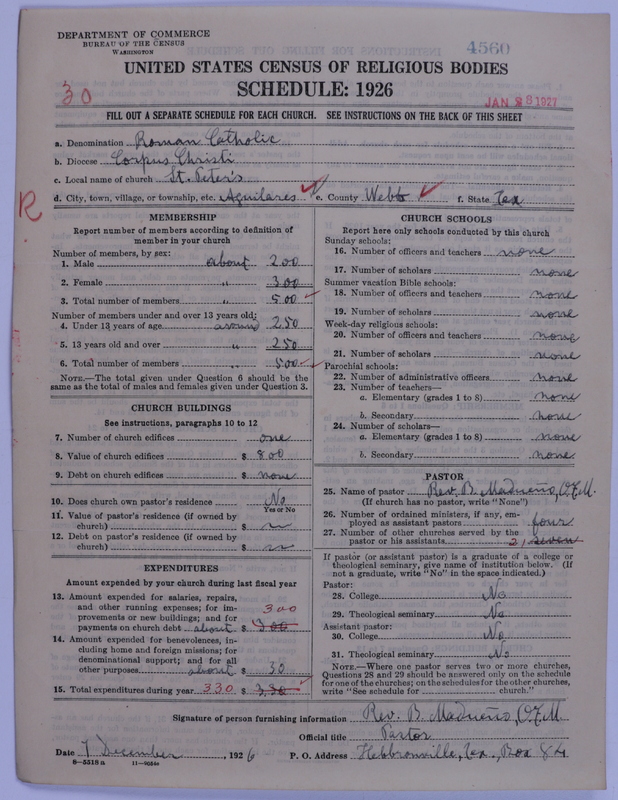 DEPARTMENT OF COMMERCE
BUREAU OF THE CENSUS
WASHINGTON
4560
UNITED STATES CENSUS OF RELIGIOUS BODIES
30
SCHEDULE: 1926
JAN 28 1927
FILL OUT A SEPARATE SCHEDULE FOR EACH CHURCH. SEE INSTRUCTIONS ON THE BACK OF THIS SHEET
a. Denomination Roman Catholic
b. Diocese Corpus Christi
c. Local name of church St. Peter's
d. City, town, village, or township, etc. Aguilares e. County Webb f. State Tex
R
MEMBERSHIP
Report number of members according to definition of
member in your church
Number of members, by sex:
1. Male about 200
2. Female " 300
3. Total number of members " 500
Number of members under and over 13 years old:
4. Under 13 years of age around 250
5. 13 years old and over " 250
6. Total number of members " 500
NOTE.—The total given under Question 6 should be
same as the total of males and females given under Question 3.
CHURCH BUILDINGS
See instructions, paragraphs 10 to 12
7. Number of church edifices one
8. Value of church edifices $ 800
9. Debt on church edifices $ none
10. Does church own pastor's residence No
Yes or No
11. Value of pastor's residence (if owned by
church) $
12. Debt on pastor's residence (if owned by
church) $
EXPENDITURES
Amount expended by your church during last fiscal year
13. Amount expended for salaries, repairs,
and other running expenses; for im-
provements or new buildings; and for
payments on church debt about $ 300
300
14. Amount expended for benevolences, in-
cluding home and foreign missions; for
denominational support; and for all
other purposes about $ 30
15. Total expenditures during year 330 $
CHURCH SCHOOLS
Report here only schools conducted by this church
Sunday schools:
16. Number of officers and teachers none
17. Number of scholars none
Summer vacation Bible schools:
18. Number of officers and teachers none
19. Number of scholars none
Week-day religious schools:
20. Number of officers and teachers none
21. Number of scholars none
Parochial schools:
22. Number of administrative officers none
23. Number of teachers—
a. Elementary (grades 1 to 8) none
b. Secondary none
24. Number of scholars—
a. Elementary (grades 1 to 8) none
b. Secondary none
PASTOR
25. Name of pastor Rev. B. Madueño, O.F.M.
(If church has no pastor, write "None")
26. Number of ordained ministers, if any, em-
ployed as assistant pastors four
27. Number of other churches served by the
pastor or his assistants 21 seven
If pastor (or assistant pastor) is a graduate of a college or
theological seminary, give name of institution below. (If
not a graduate, write "No" in the space indicated.)
Pastor:
28. College No
29. Theological seminary No
Assistant pastor:
30. College No
31. Theological seminary No
NOTE.—Where one pastor serves two or more churches,
Questions 28 and 29 should be answered only on the schedule
for one of the churches; on the schedules for the other churches,
write "See schedule for church."
Signature of person furnishing information Rev. B. Madueño, O.F.M.
Official title Pastor
Date 7 December, 1926 P. O. Address Hebbronville, Tex., Box 84
8—5518 a 11—9054a